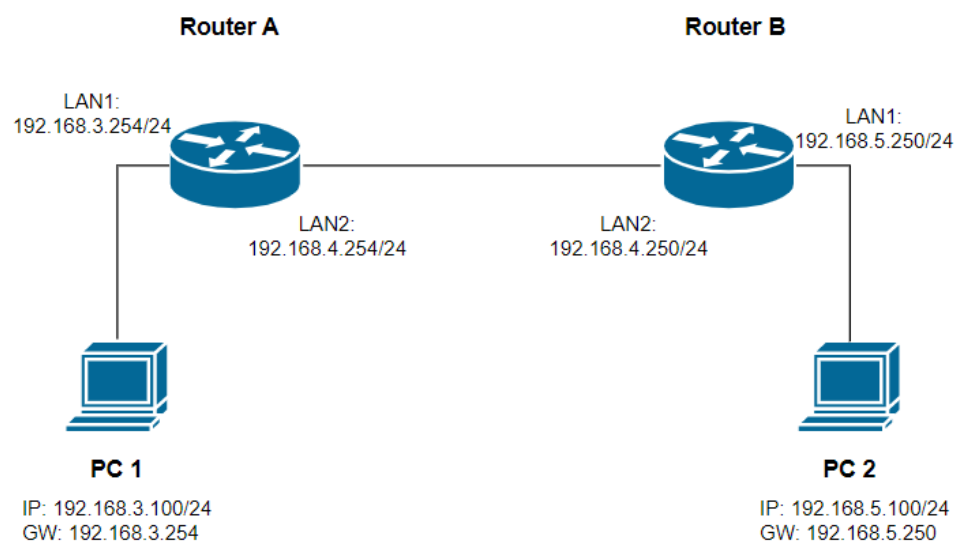 Router A
Router B
LAN1:
192.168.3.254/24
LAN1:
192.168.5.250/24
LAN2:
192.168.4.254/24
LAN2:
192.168.4.250/24
PC 1
IP: 192.168.3.100/24
GW: 192.168.3.254
PC 2
IP: 192.168.5.100/24
GW: 192.168.5.250